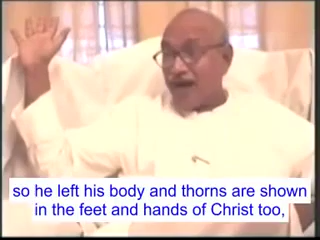 so he left his body and thorns are shown
in the feet and hands of Christ too,